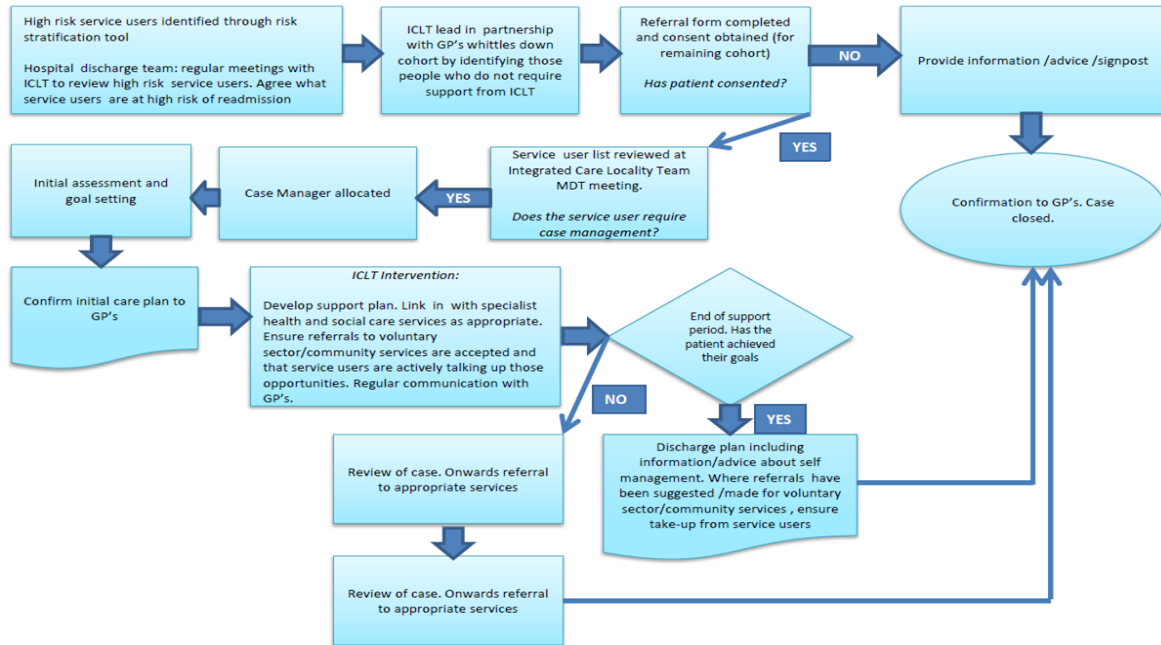 High risk service users identified through risk
stratification tool
Hospital discharge team: regular meetings with
ICLT to review high risk service users. Agree what
service users are at high risk of readmission
ICLT lead in partnership
with GP's whittles down
cohort by identifying those
people who do not require
support from ICLT
Referral form completed
and consent obtained (for
remaining cohort)
Has patient consented?
NO
Provide information /advice /signpost
YES
Service user list reviewed at
Integrated Care Locality Team
MDT meeting.
Does the service user require
case management?
YES
Case Manager allocated
Initial assessment and
goal setting
Confirmation to GP's. Case
closed.
Confirm initial care plan to
GP's
ICLT Intervention:
Develop support plan. Link in with specialist
health and social care services as appropriate.
Ensure referrals to voluntary
sector/community services are accepted and
that service users are actively talking up those
opportunities. Regular communication with
GP's.
End of support
period. Has the
patient achieved
their goals
NO
YES
Discharge plan including
information/advice about self
management. Where referrals have
been suggested /made for voluntary
sector/community services , ensure
take-up from service users
Review of case. Onwards referral
to appropriate services
Review of case. Onwards referral
to appropriate services